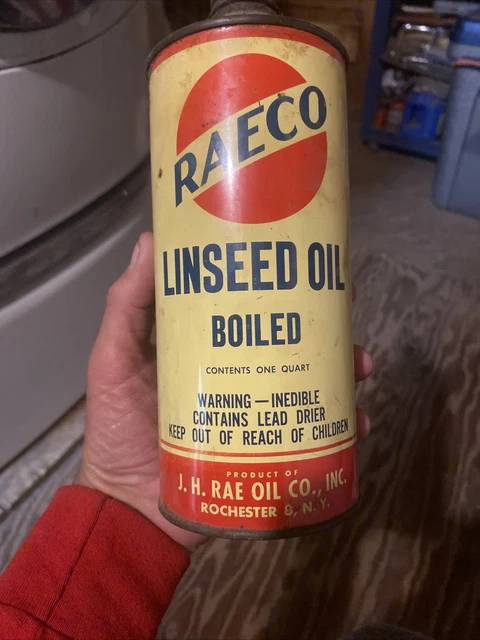 RAECO
LINSEED OIL
BOILED
CONTENTS ONE QUART
WARNING — INEDIBLE
CONTAINS LEAD DRIER
KEEP OUT OF REACH OF CHILDREN
PRODUCT OF
J. H. RAE OIL CO., INC.
ROCHESTER 8, N. Y.